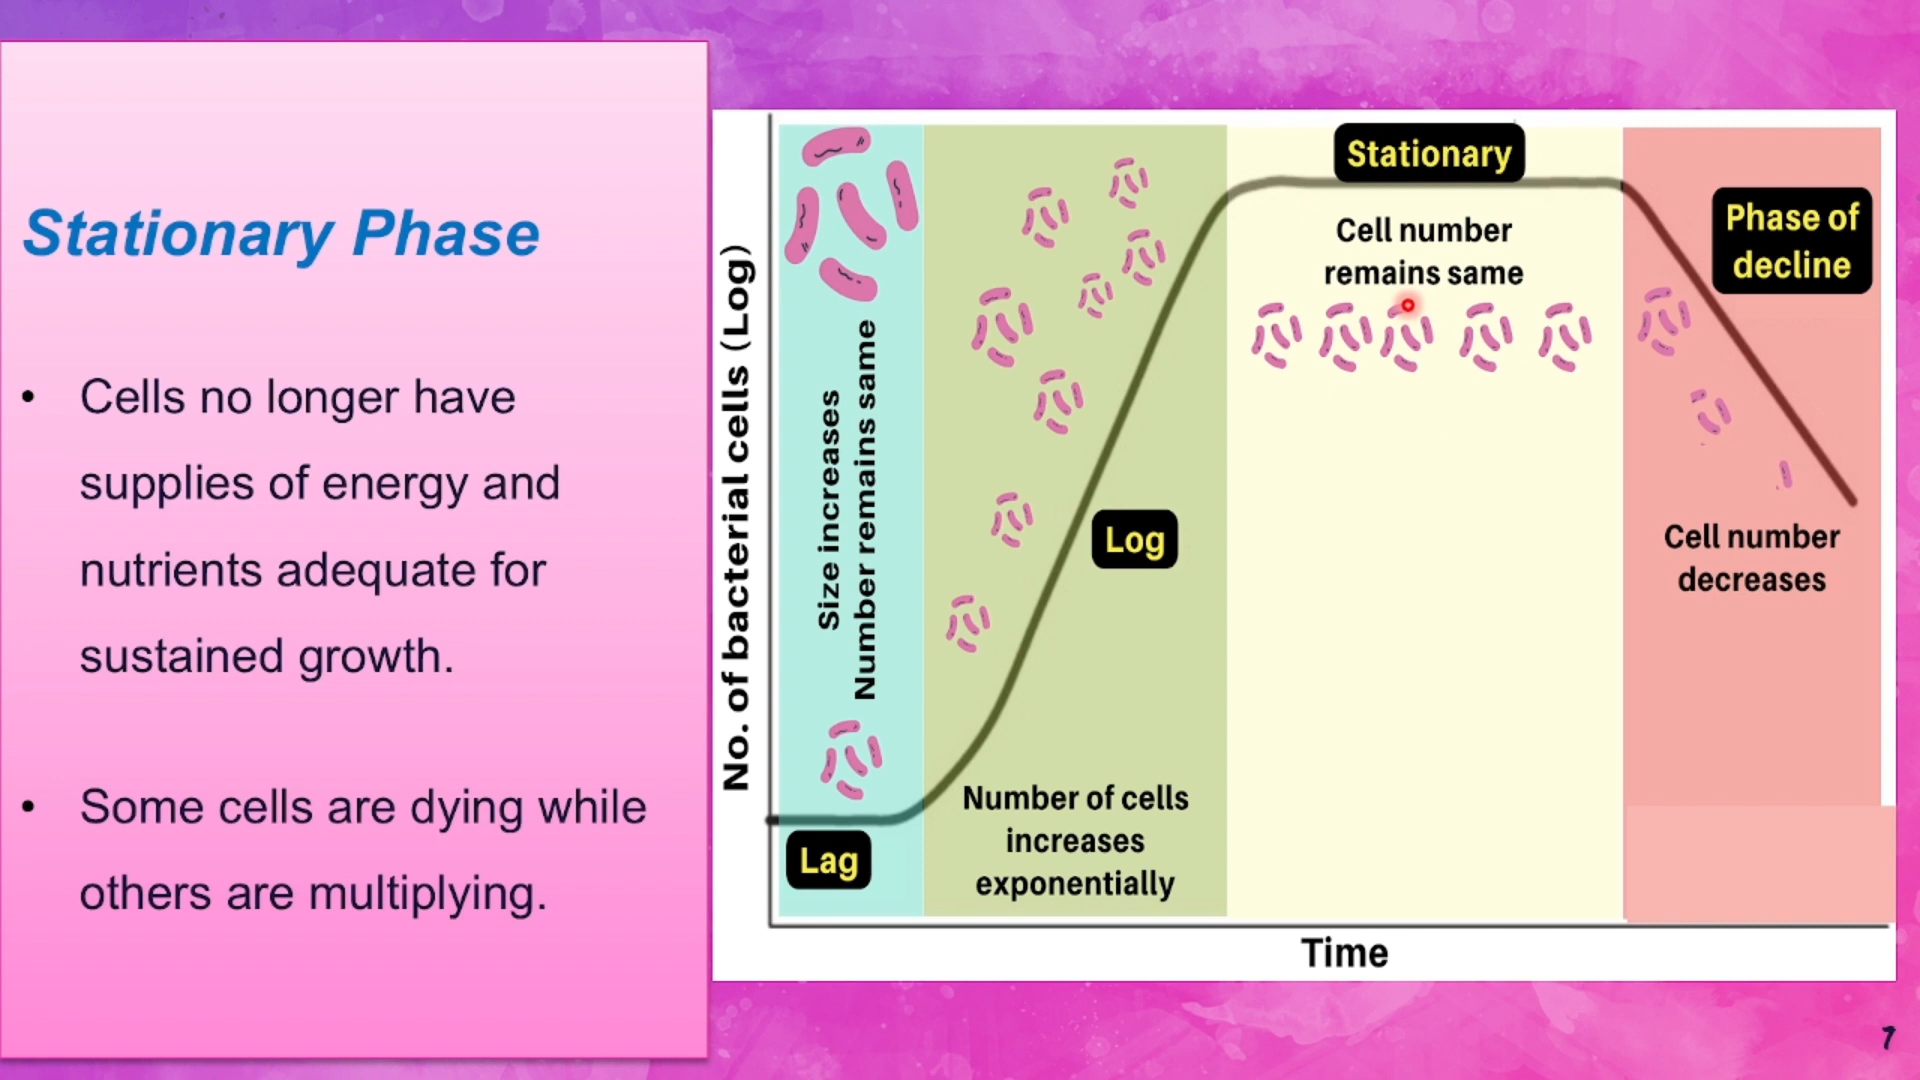 Stationary Phase
• Cells no longer have
supplies of energy and
nutrients adequate for
sustained growth.
• Some cells are dying while
others are multiplying.
No. of bacterial cells (Log)
Size increases
Number remains same
Lag
Log
Number of cells
increases
exponentially
Stationary
Cell number
remains same
Phase of
decline
Cell number
decreases
Time
7